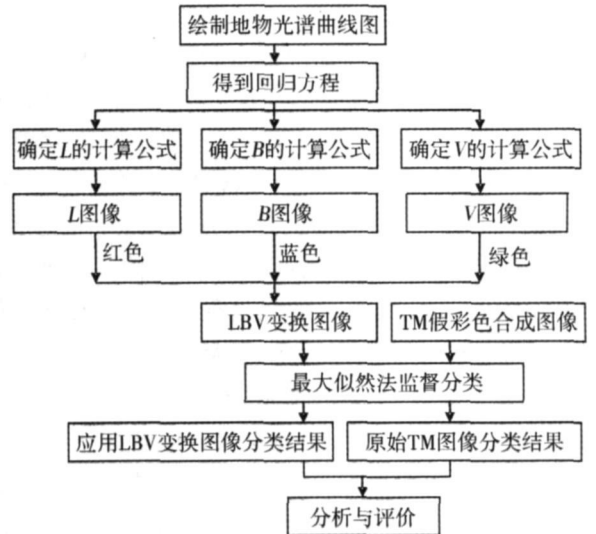 绘制地物光谱曲线图
得到回归方程
确定L的计算公式
确定B的计算公式
确定V的计算公式
L图像
B图像
V图像
红色
蓝色
绿色
LBV变换图像
TM假彩色合成图像
最大似然法监督分类
应用LBV变换图像分类结果
原始TM图像分类结果
分析与评价